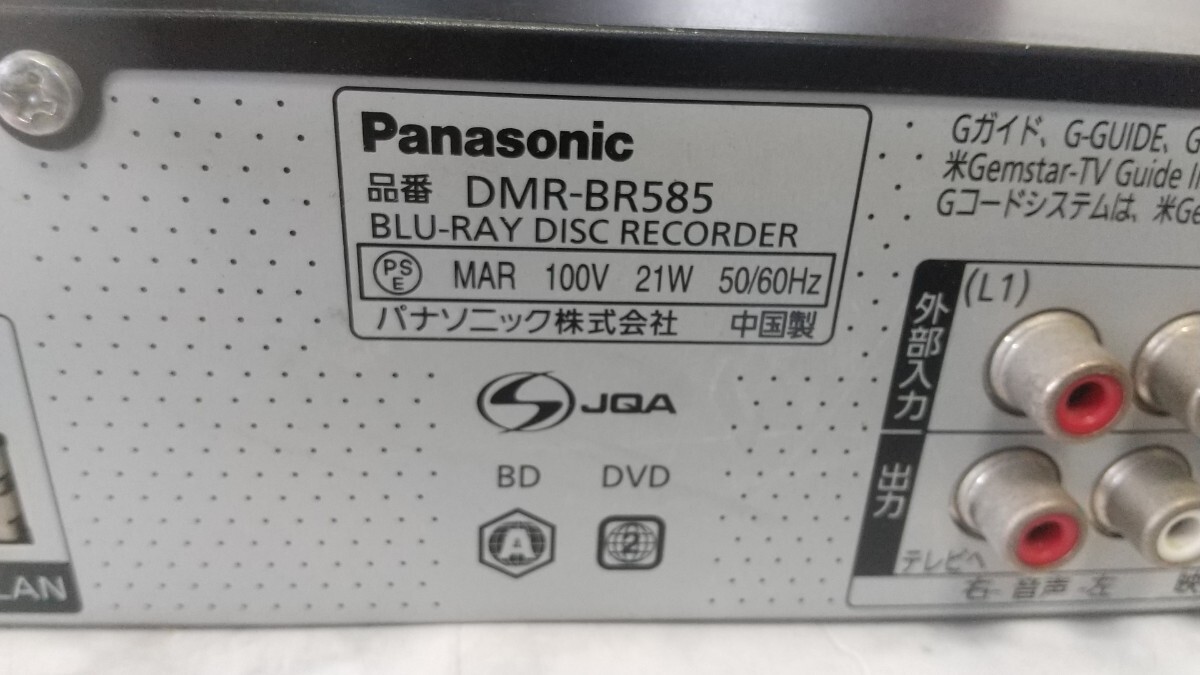 Panasonic
品番 DMR-BR585
BLU-RAY DISC RECORDER
PS E MAR 100V 21W 50/60Hz
パナソニック株式会社 中国製
JQA
BD DVD
A 2
Gガイド、G-GUIDE、G
米Gemstar-TV Guide
Gコードシステムは、米Ge
(L1)
外部入力
出力
テレビへ
右-音声-左
LAN